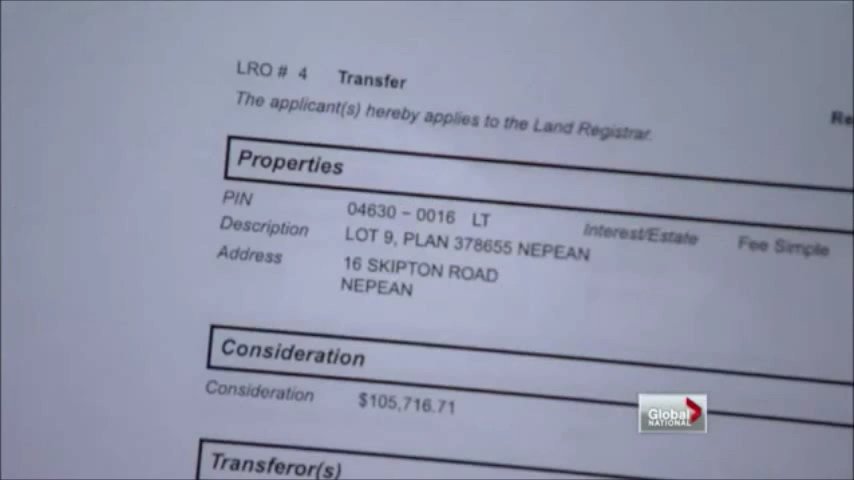 LRO # 4 Transfer
The applicant(s) hereby applies to the Land Registrar.
Re
Properties
PIN 04630 - 0016 LT Interest/Estate Fee Simple
Description LOT 9, PLAN 378655 NEPEAN
Address 16 SKIPTON ROAD
NEPEAN
Consideration
Consideration $105,716.71
Transferor(s)
Global
NATIONAL